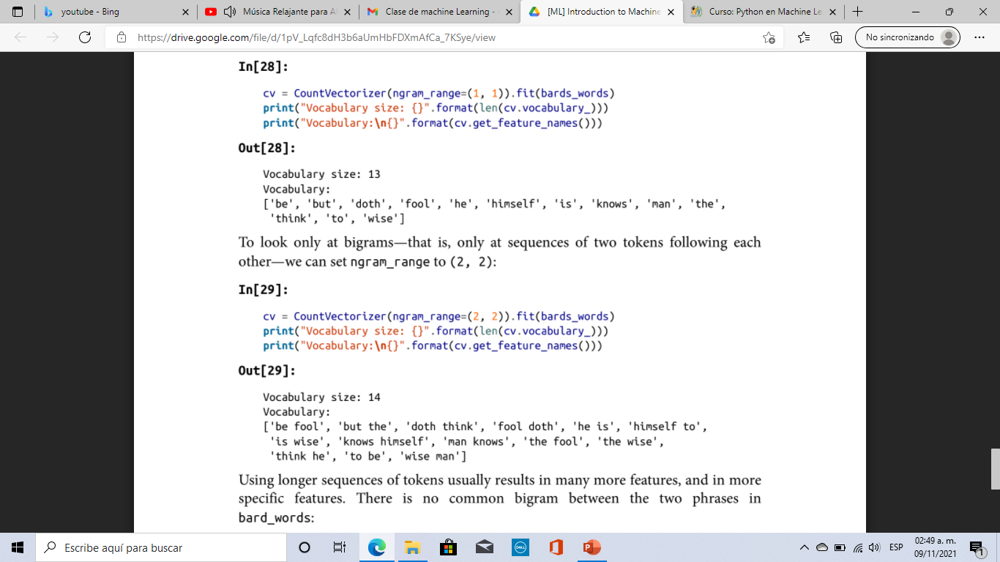 youtube - Bing
Música Relajante para Al
Clase de machine Learning -
[ML] Introduction to Machine
Curso: Python en Machine Le
https://drive.google.com/file/d/1pV_Lqfc8dH3b6aUmHbFDXmAfCa_7KSye/view
No sincronizando
In[28]:
cv = CountVectorizer(ngram_range=(1, 1)).fit(bards_words)
print("Vocabulary size: {}".format(len(cv.vocabulary_)))
print("Vocabulary:\n{}".format(cv.get_feature_names()))
Out[28]:
Vocabulary size: 13
Vocabulary:
['be', 'but', 'doth', 'fool', 'he', 'himself', 'is', 'knows', 'man', 'the',
'think', 'to', 'wise']
To look only at bigrams—that is, only at sequences of two tokens following each
other—we can set ngram_range to (2, 2):
In[29]:
cv = CountVectorizer(ngram_range=(2, 2)).fit(bards_words)
print("Vocabulary size: {}".format(len(cv.vocabulary_)))
print("Vocabulary:\n{}".format(cv.get_feature_names()))
Out[29]:
Vocabulary size: 14
Vocabulary:
['be fool', 'but the', 'doth think', 'fool doth', 'he is', 'himself to',
'is wise', 'knows himself', 'man knows', 'the fool', 'the wise',
'think he', 'to be', 'wise man']
Using longer sequences of tokens usually results in many more features, and in more
specific features. There is no common bigram between the two phrases in
bard_words:
Escribe aquí para buscar
DELL
P
ESP
02:49 a. m.
09/11/2021
1